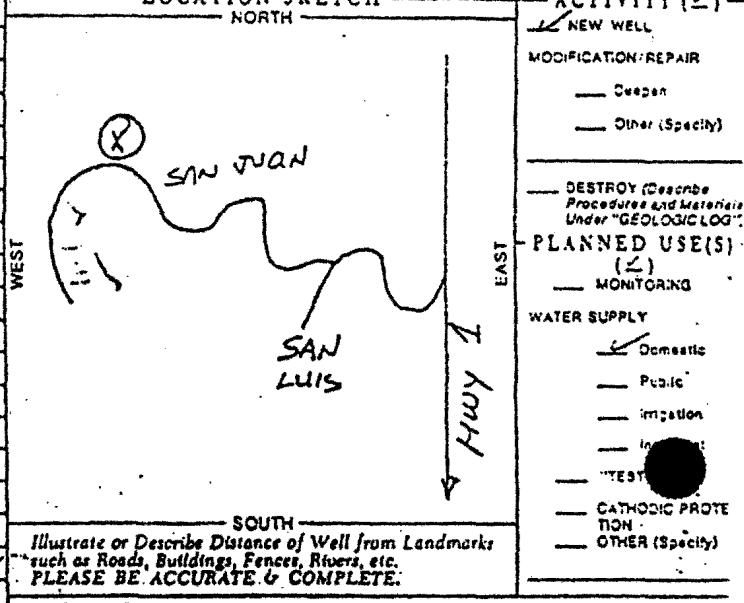 LOCATION SKETCH
NORTH
WEST
EAST
X
SAN JUAN
SAN
LUIS
HWY 1
SOUTH
Illustrate or Describe Distance of Well from Landmarks
such as Roads, Buildings, Fences, Rivers, etc.
PLEASE BE ACCURATE & COMPLETE.
ACTIVITY (✓)
✓ NEW WELL
MODIFICATION/REPAIR
Deepen
Other (Specify)
DESTROY (Describe
Procedures and Materials
Under "GEOLOGIC LOG")
PLANNED USE(S)
(✓)
MONITORING
WATER SUPPLY
✓ Domestic
Public
Irrigation
"TEST
CATHODIC PROTE
TION
OTHER (Specify)